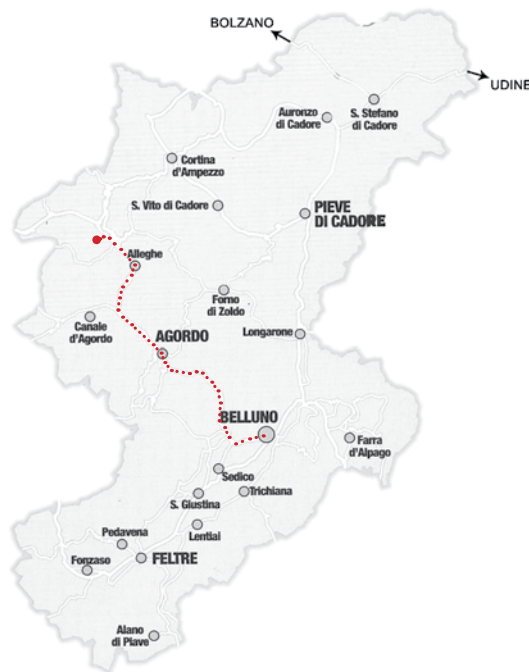 BOLZANO
UDINE
S. Stefano
di Cadore
Auronzo
di Cadore
Cortina
d'Ampezzo
S. Vito di Cadore
PIEVE
DI CADORE
Alleghe
Forno
di Zoldo
Canale
d'Agordo
AGORDO
Longarone
BELLUNO
Farra
d'Alpago
Sedico
Trichiana
S. Giustina
Lentiai
Pedavena
FELTRE
Fonzaso
Alano
di Piave